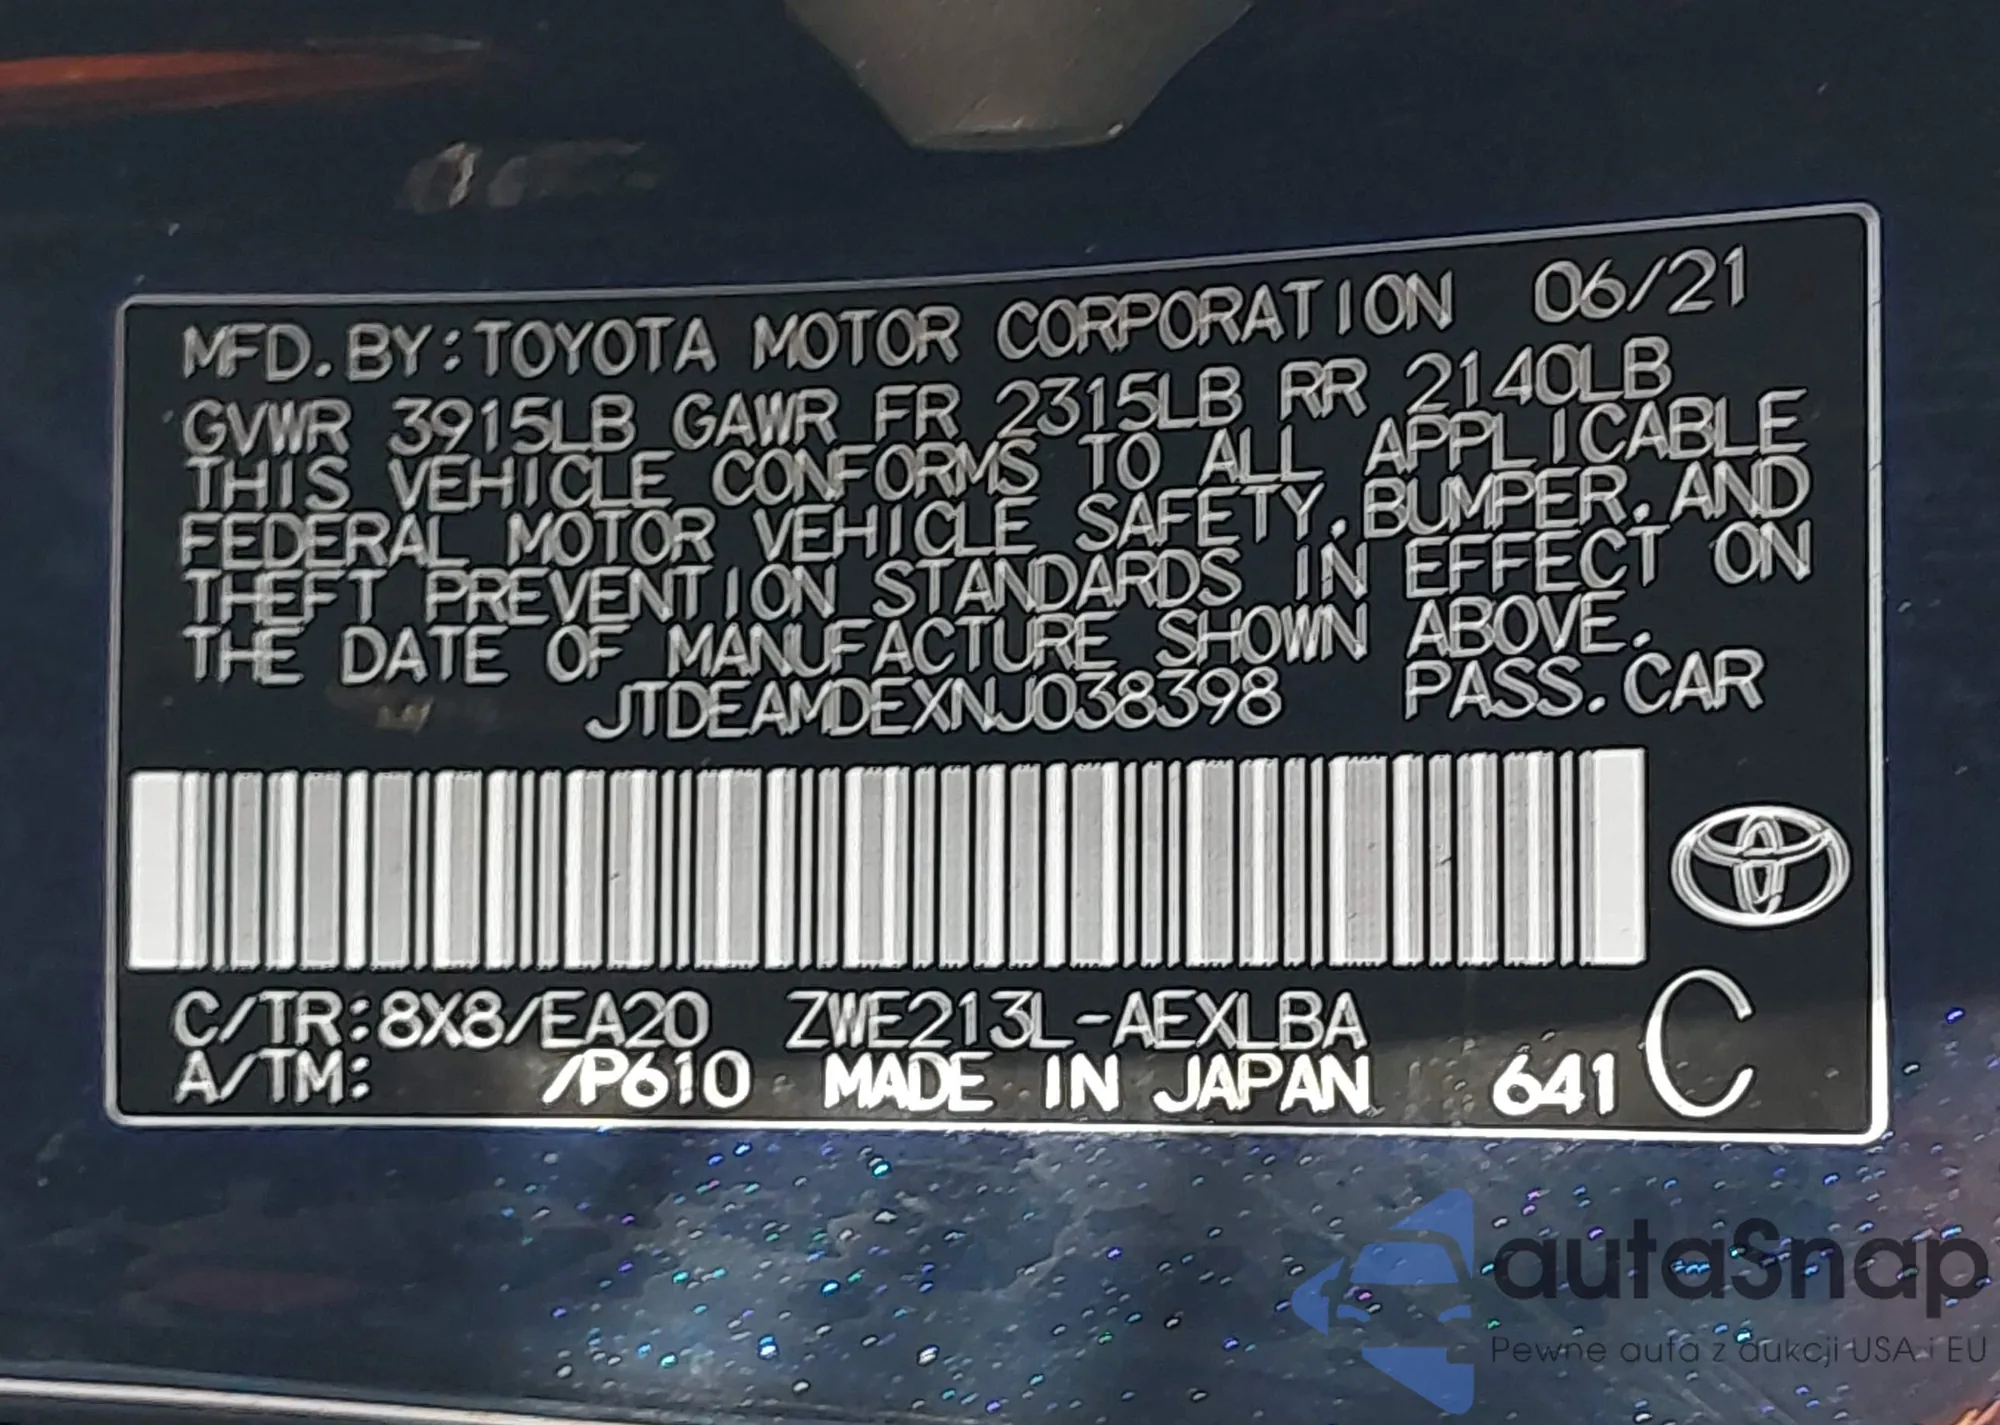 MFD. BY: TOYOTA MOTOR CORPORATION 06/21
GVWR 3915LB GAWR FR 2315LB RR 2140LB
THIS VEHICLE CONFORMS TO ALL APPLICABLE
FEDERAL MOTOR VEHICLE SAFETY, BUMPER, AND
THEFT PREVENTION STANDARDS IN EFFECT ON
THE DATE OF MANUFACTURE SHOWN ABOVE.
JTDEAMDEXNJ038398 PASS. CAR
C/TR: 8X8/EA20 ZWE213L-AEXLBA
A/TM: /P610 MADE IN JAPAN 641 C
autaSnap
Pewne auta z aukcji USA i EU